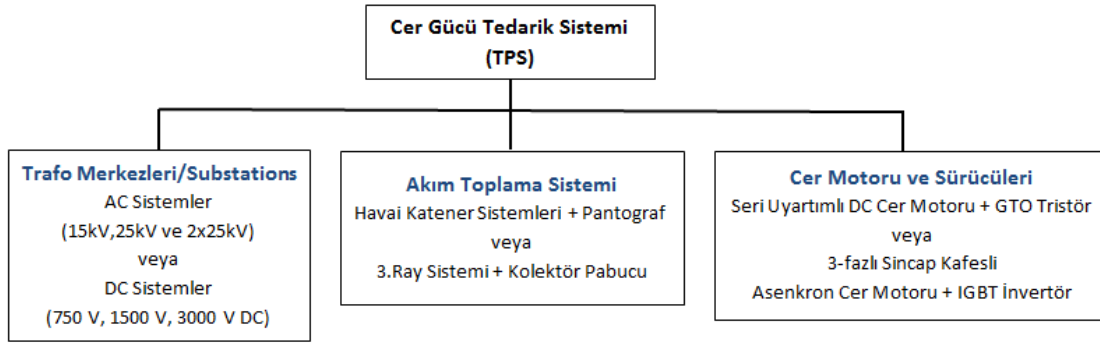 Cer Gücü Tedarik Sistemi
(TPS)
Trafo Merkezleri/Substations
AC Sistemler
(15kV,25kV ve 2x25kV)
veya
DC Sistemler
(750 V, 1500 V, 3000 V DC)
Akım Toplama Sistemi
Havai Katener Sistemleri + Pantograf
veya
3.Ray Sistemi + Kolektör Pabucu
Cer Motoru ve Sürücüleri
Seri Uyartımlı DC Cer Motoru + GTO Tristör
veya
3-fazlı Sincap Kafesli
Asenkron Cer Motoru + IGBT İnvertör